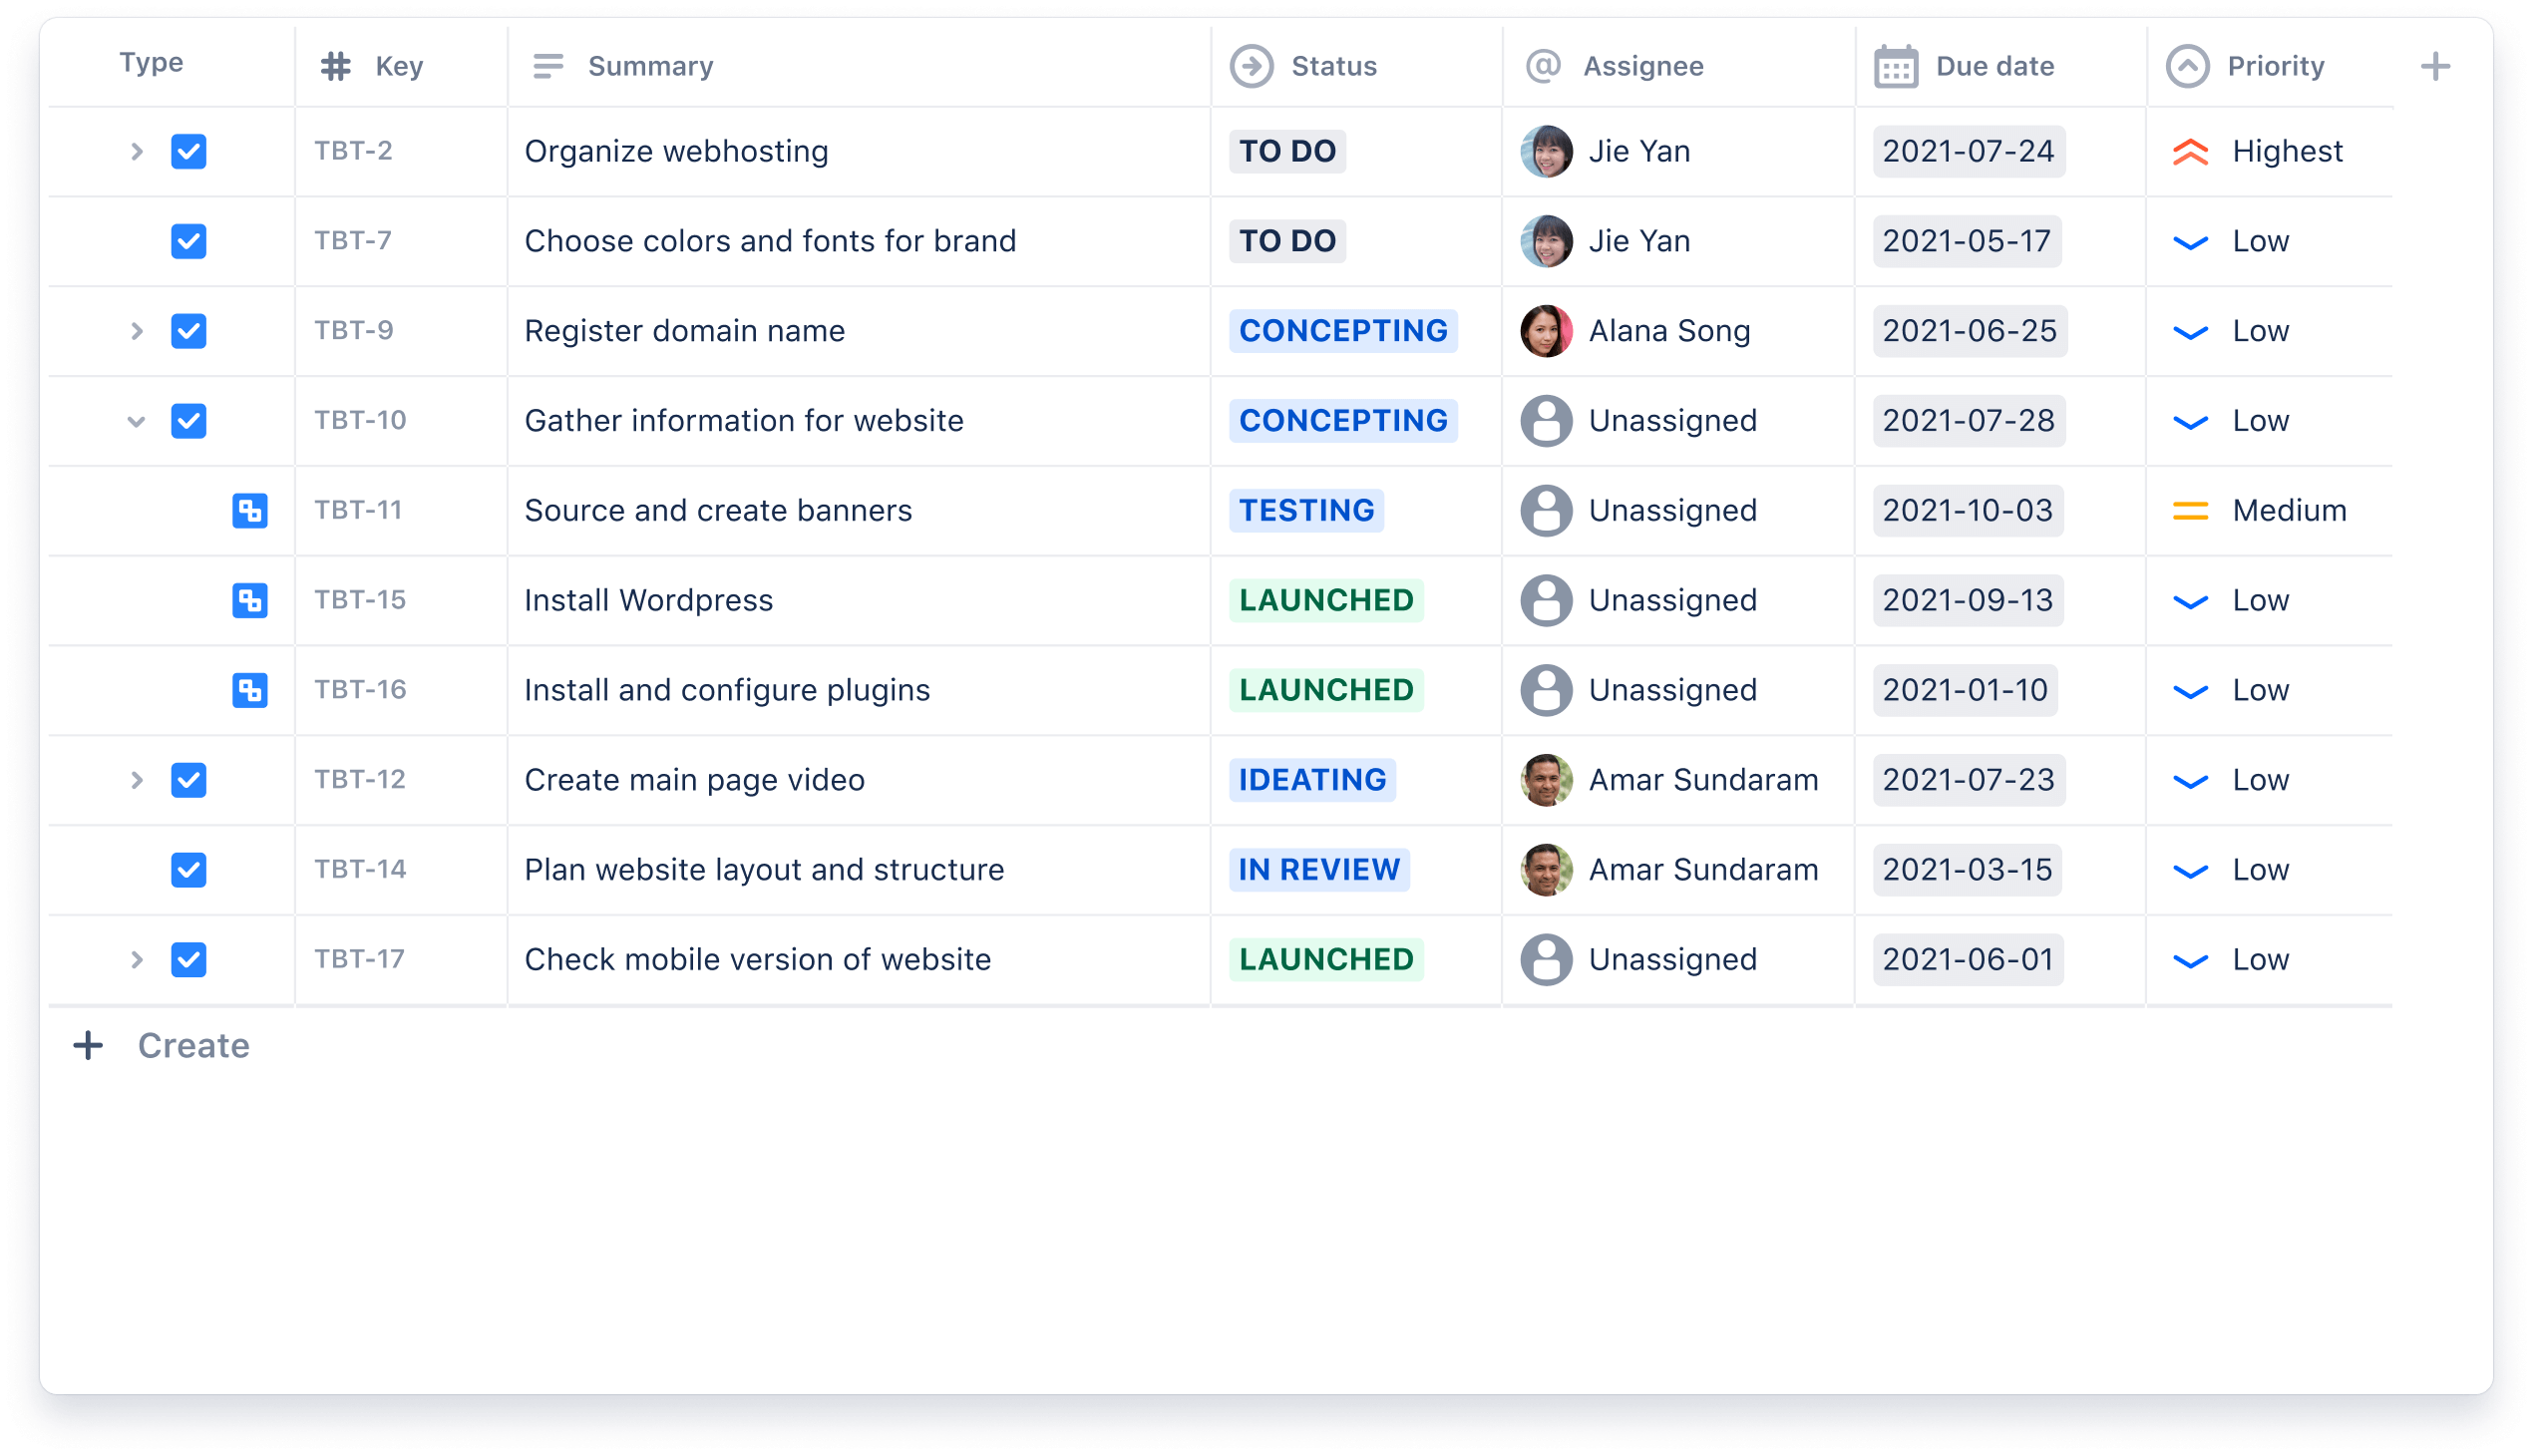 Type Key Summary Status Assignee Due date Priority
TBT-2 Organize webhosting TO DO Jie Yan 2021-07-24 Highest
TBT-7 Choose colors and fonts for brand TO DO Jie Yan 2021-05-17 Low
TBT-9 Register domain name CONCEPTING Alana Song 2021-06-25 Low
TBT-10 Gather information for website CONCEPTING Unassigned 2021-07-28 Low
TBT-11 Source and create banners TESTING Unassigned 2021-10-03 Medium
TBT-15 Install Wordpress LAUNCHED Unassigned 2021-09-13 Low
TBT-16 Install and configure plugins LAUNCHED Unassigned 2021-01-10 Low
TBT-12 Create main page video IDEATING Amar Sundaram 2021-07-23 Low
TBT-14 Plan website layout and structure IN REVIEW Amar Sundaram 2021-03-15 Low
TBT-17 Check mobile version of website LAUNCHED Unassigned 2021-06-01 Low
+ Create